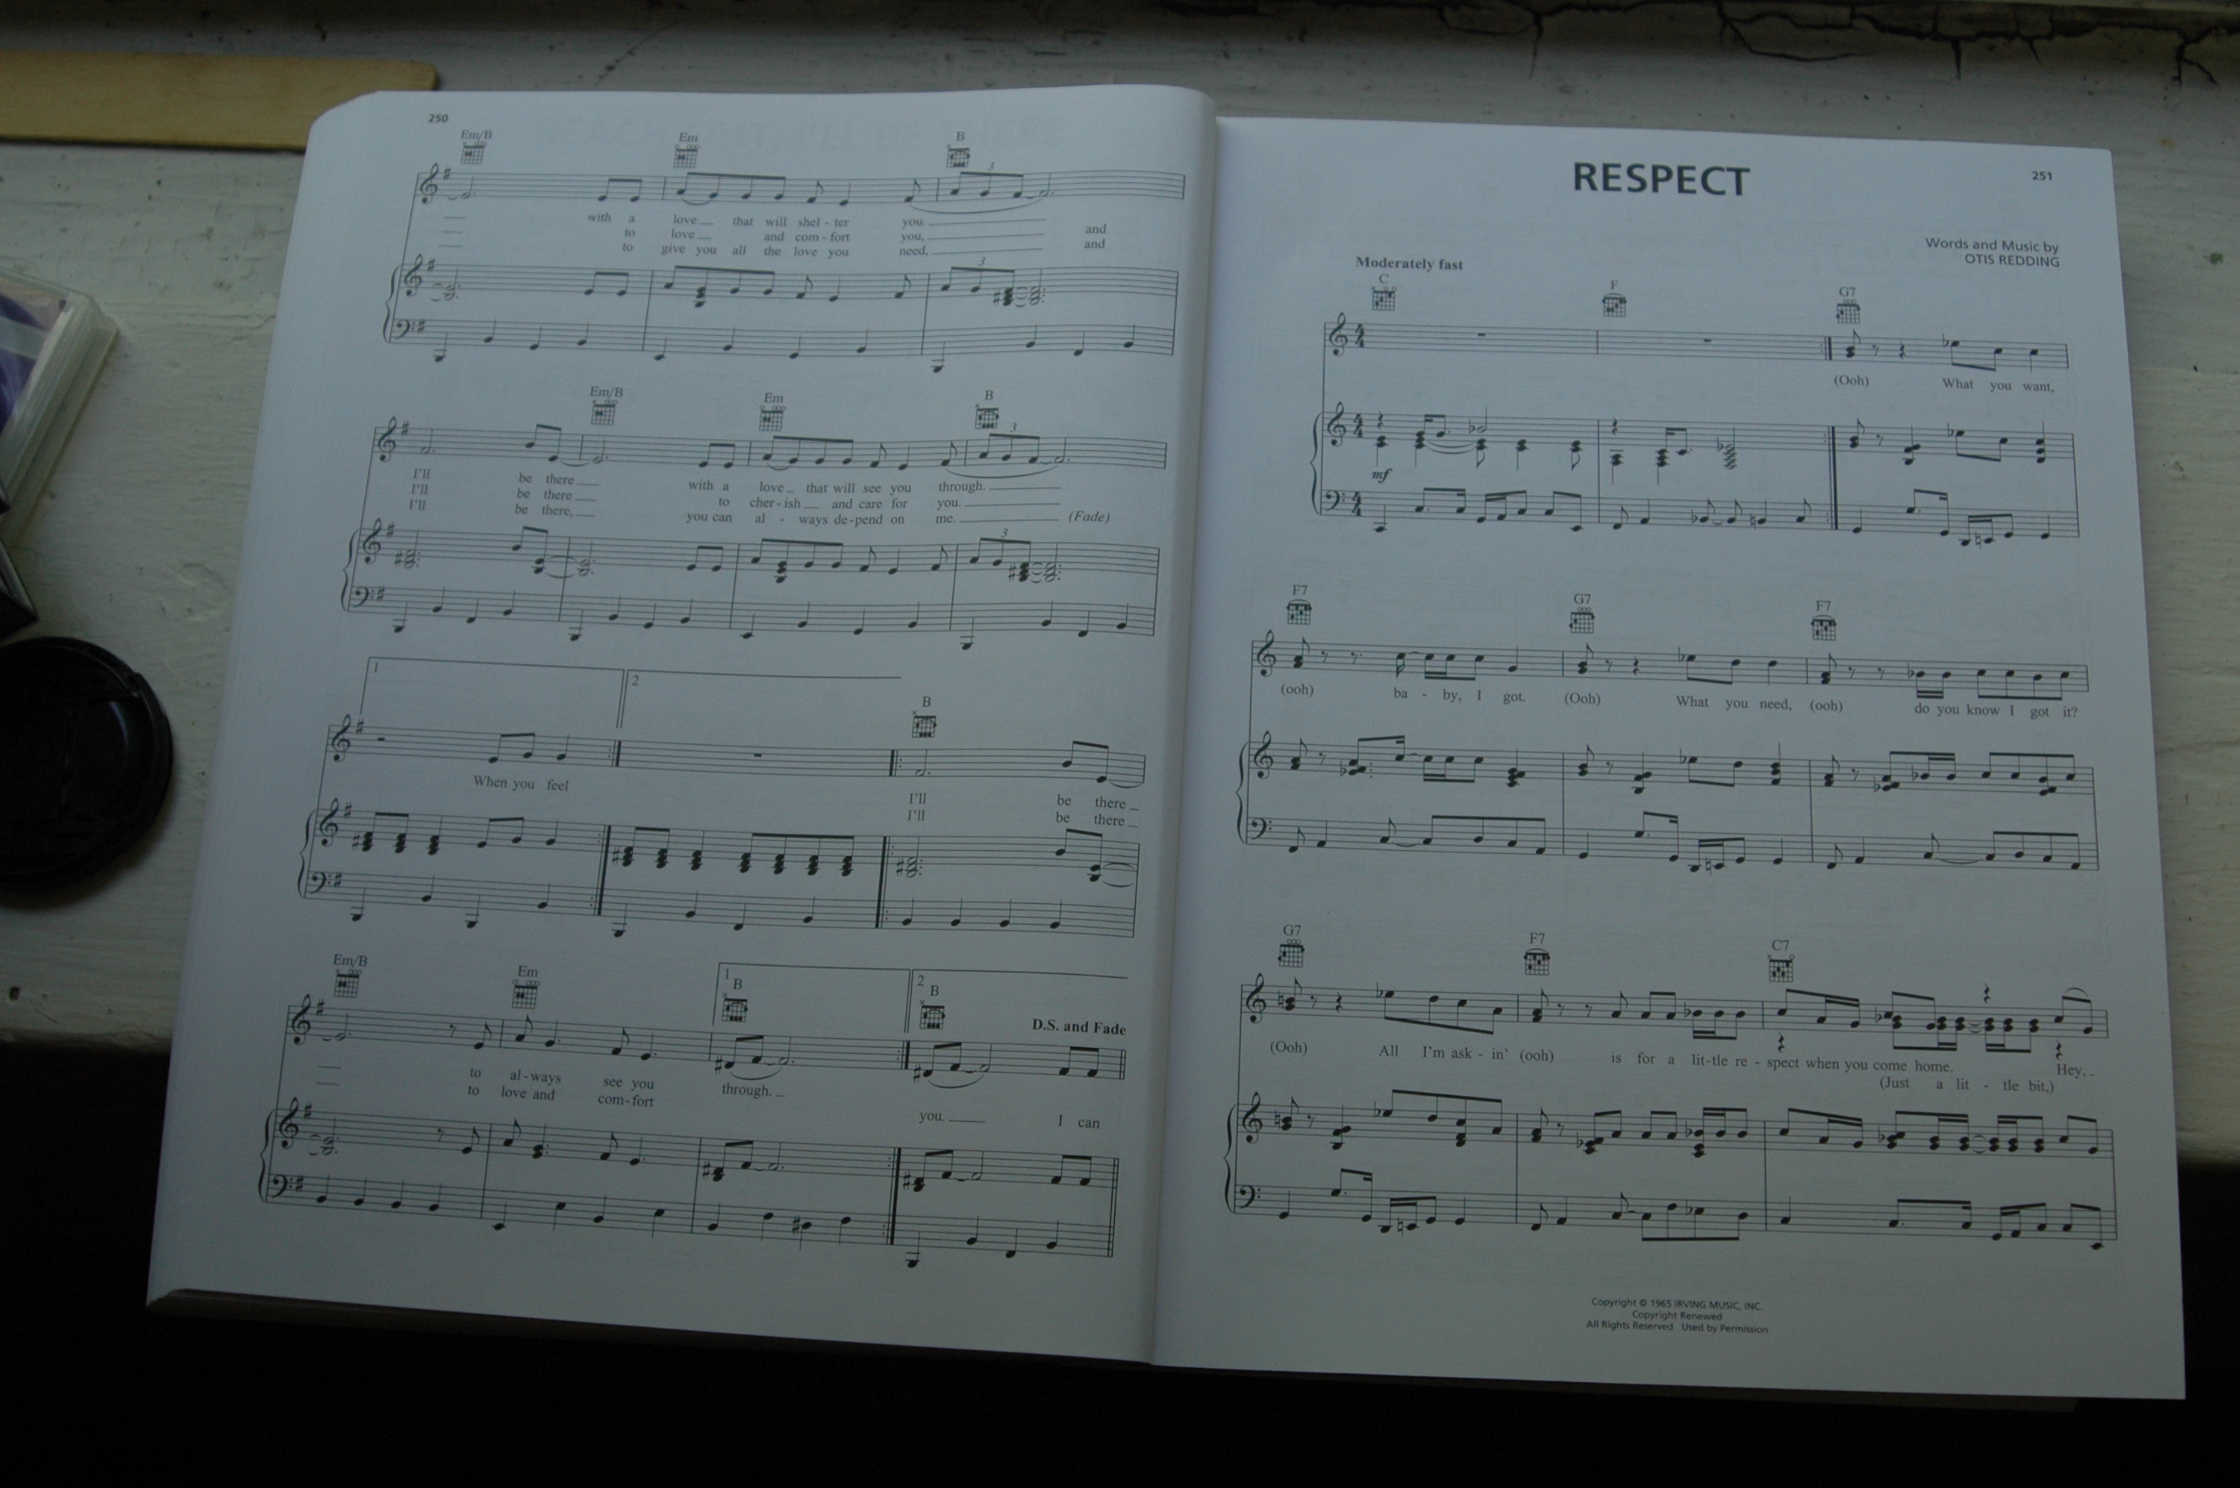 250
Em/B Em B
3
with a love that will shel - ter you.
to love and com - fort you, and
to give you all the love you need, and
3
Em/B Em B
3
I'll be there with a love that will see you through.
I'll be there to cher - ish and care for you.
I'll be there, you can al - ways de - pend on me. (Fade)
3
1 2
B
When you feel I'll be there
I'll be there
Em/B Em 1 B 2 B
D.S. and Fade
to al - ways see you through.
to love and com - fort you. I can
RESPECT
251
Words and Music by
OTIS REDDING
Moderately fast
C F G7
(Ooh) What you want,
mf
F7 G7 F7
(ooh) ba - by, I got. (Ooh) What you need, (ooh) do you know I got it?
G7 F7 C7
(Ooh) All I'm ask - in' (ooh) is for a lit - tle re - spect when you come home. Hey,
(Just a lit - tle bit,)
Copyright © 1965 IRVING MUSIC, INC.
Copyright Renewed
All Rights Reserved Used by Permission